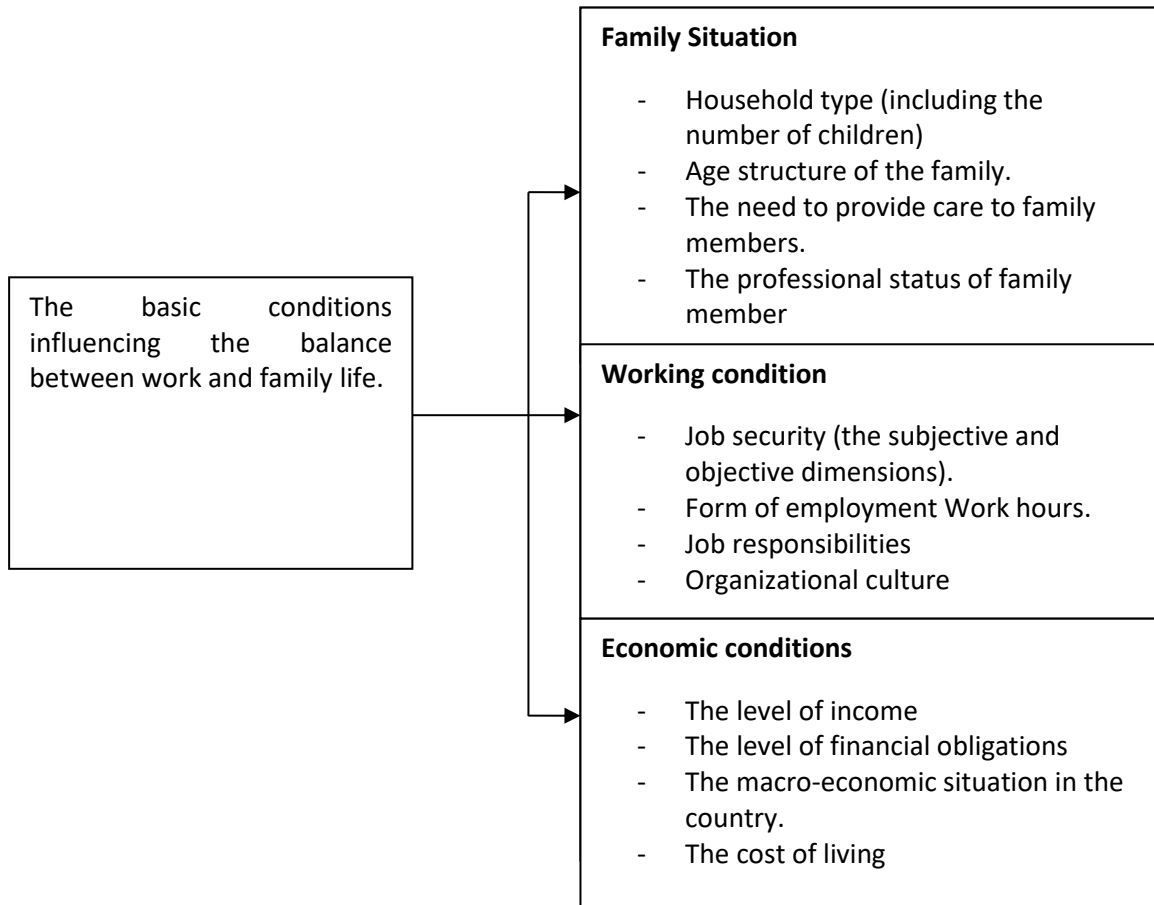 The basic conditions
influencing the balance
between work and family life.
Family Situation
- Household type (including the
number of children)
- Age structure of the family.
- The need to provide care to family
members.
- The professional status of family
member
Working condition
- Job security (the subjective and
objective dimensions).
- Form of employment Work hours.
- Job responsibilities
- Organizational culture
Economic conditions
- The level of income
- The level of financial obligations
- The macro-economic situation in the
country.
- The cost of living